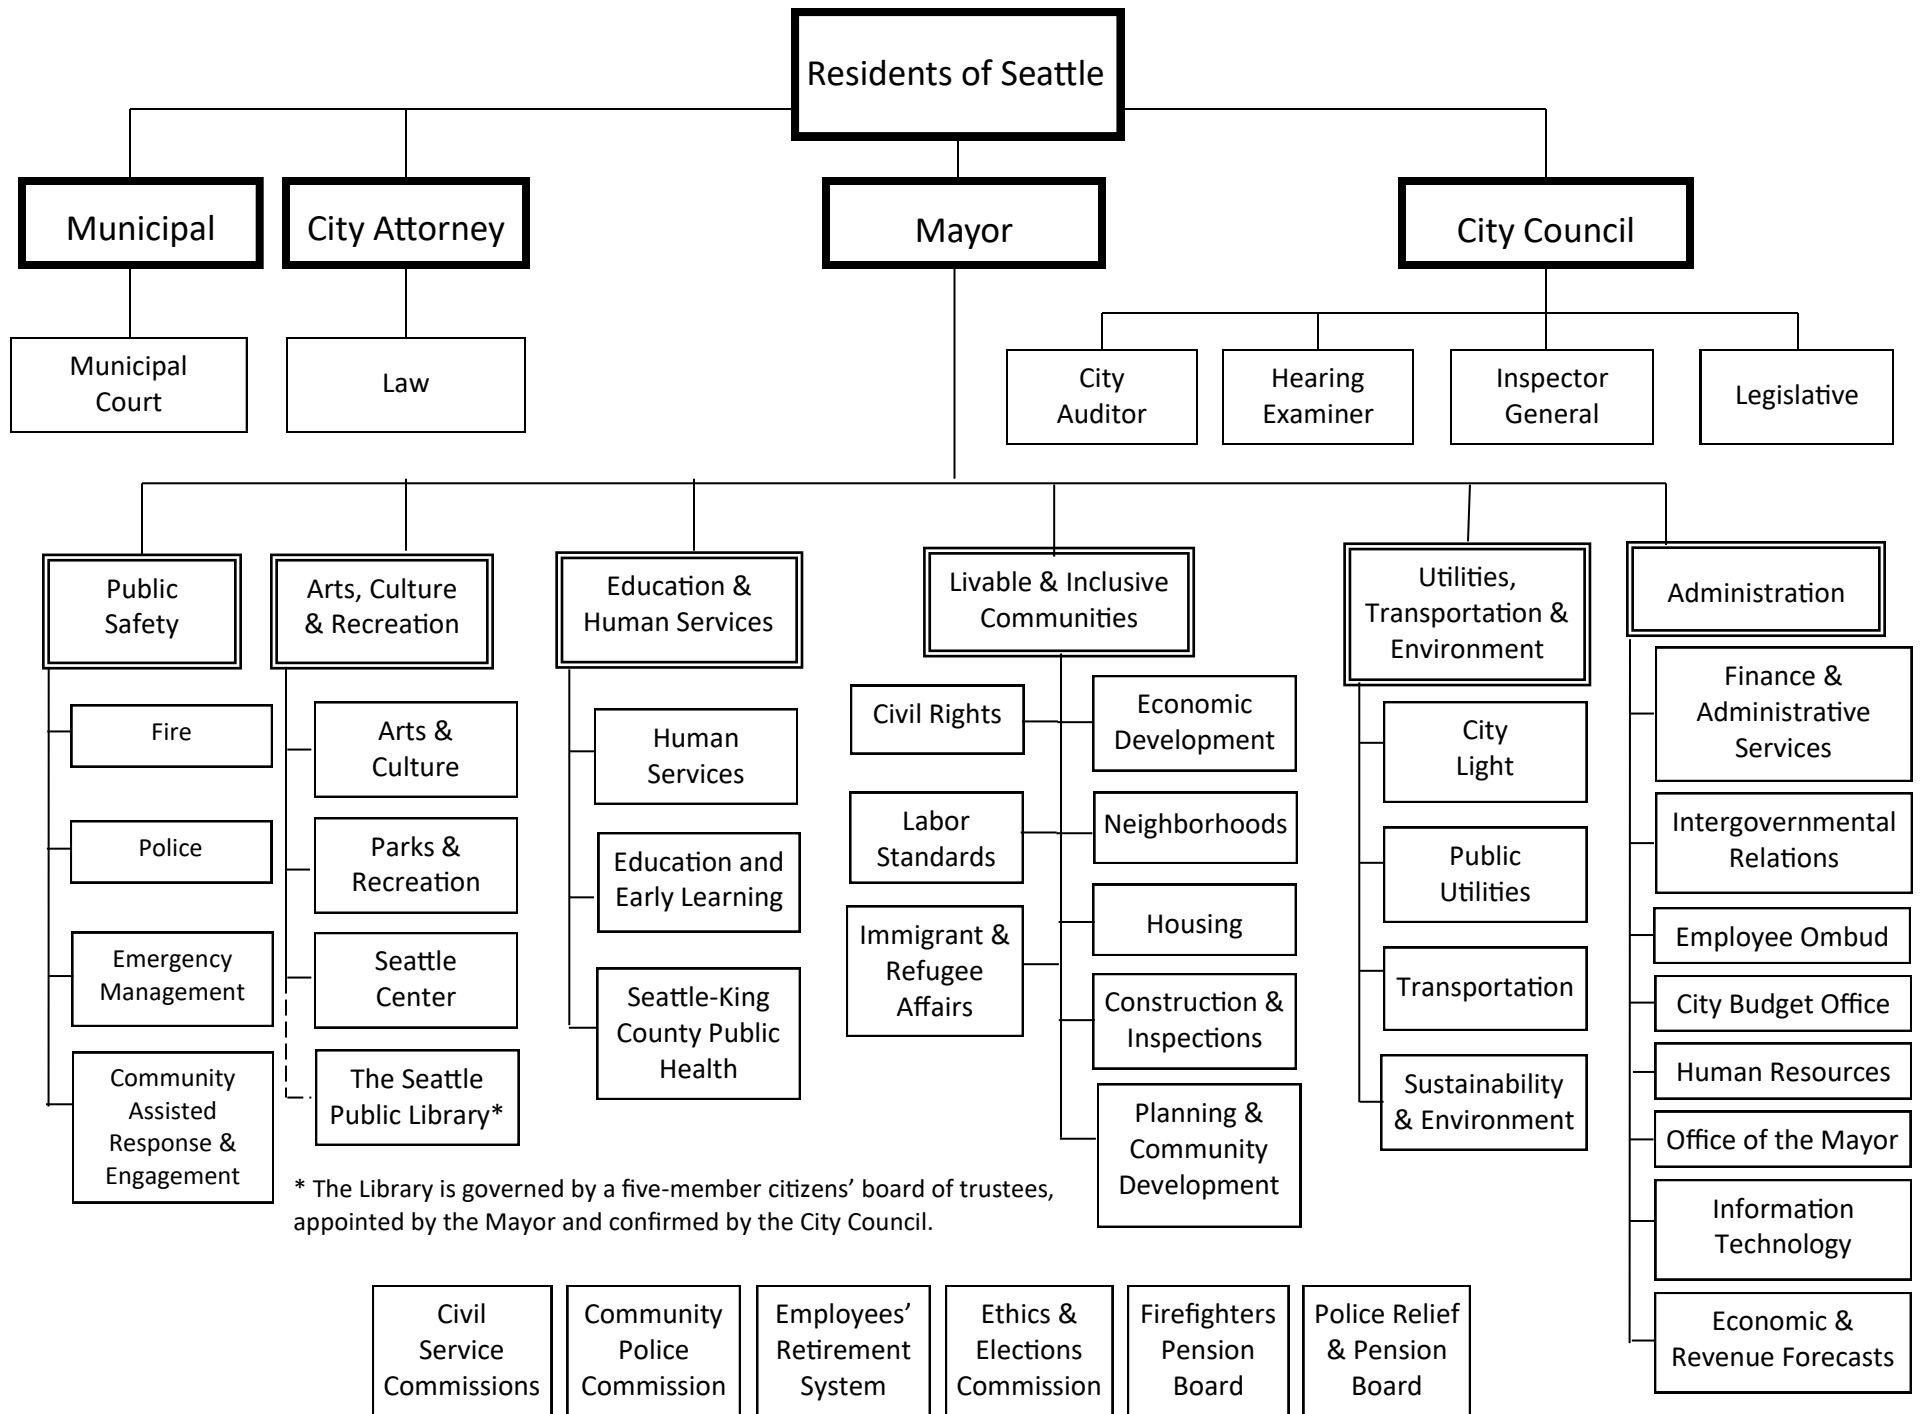 Residents of Seattle
Municipal
City Attorney
Mayor
City Council
Municipal
Court
Law
City
Auditor
Hearing
Examiner
Inspector
General
Legislative
Public
Safety
Fire
Police
Emergency
Management
Community
Assisted
Response &
Engagement
Arts, Culture
& Recreation
Arts &
Culture
Parks &
Recreation
Seattle
Center
The Seattle
Public Library*
Education &
Human Services
Human
Services
Education and
Early Learning
Seattle-King
County Public
Health
Livable & Inclusive
Communities
Civil Rights
Labor
Standards
Immigrant &
Refugee
Affairs
Economic
Development
Neighborhoods
Housing
Construction &
Inspections
Planning &
Community
Development
Utilities,
Transportation &
Environment
City
Light
Public
Utilities
Transportation
Sustainability
& Environment
Administration
Finance &
Administrative
Services
Intergovernmental
Relations
Employee Ombud
City Budget Office
Human Resources
Office of the Mayor
Information
Technology
Economic &
Revenue Forecasts
* The Library is governed by a five-member citizens’ board of trustees,
appointed by the Mayor and confirmed by the City Council.
Civil
Service
Commissions
Community
Police
Commission
Employees’
Retirement
System
Ethics &
Elections
Commission
Firefighters
Pension
Board
Police Relief
& Pension
Board